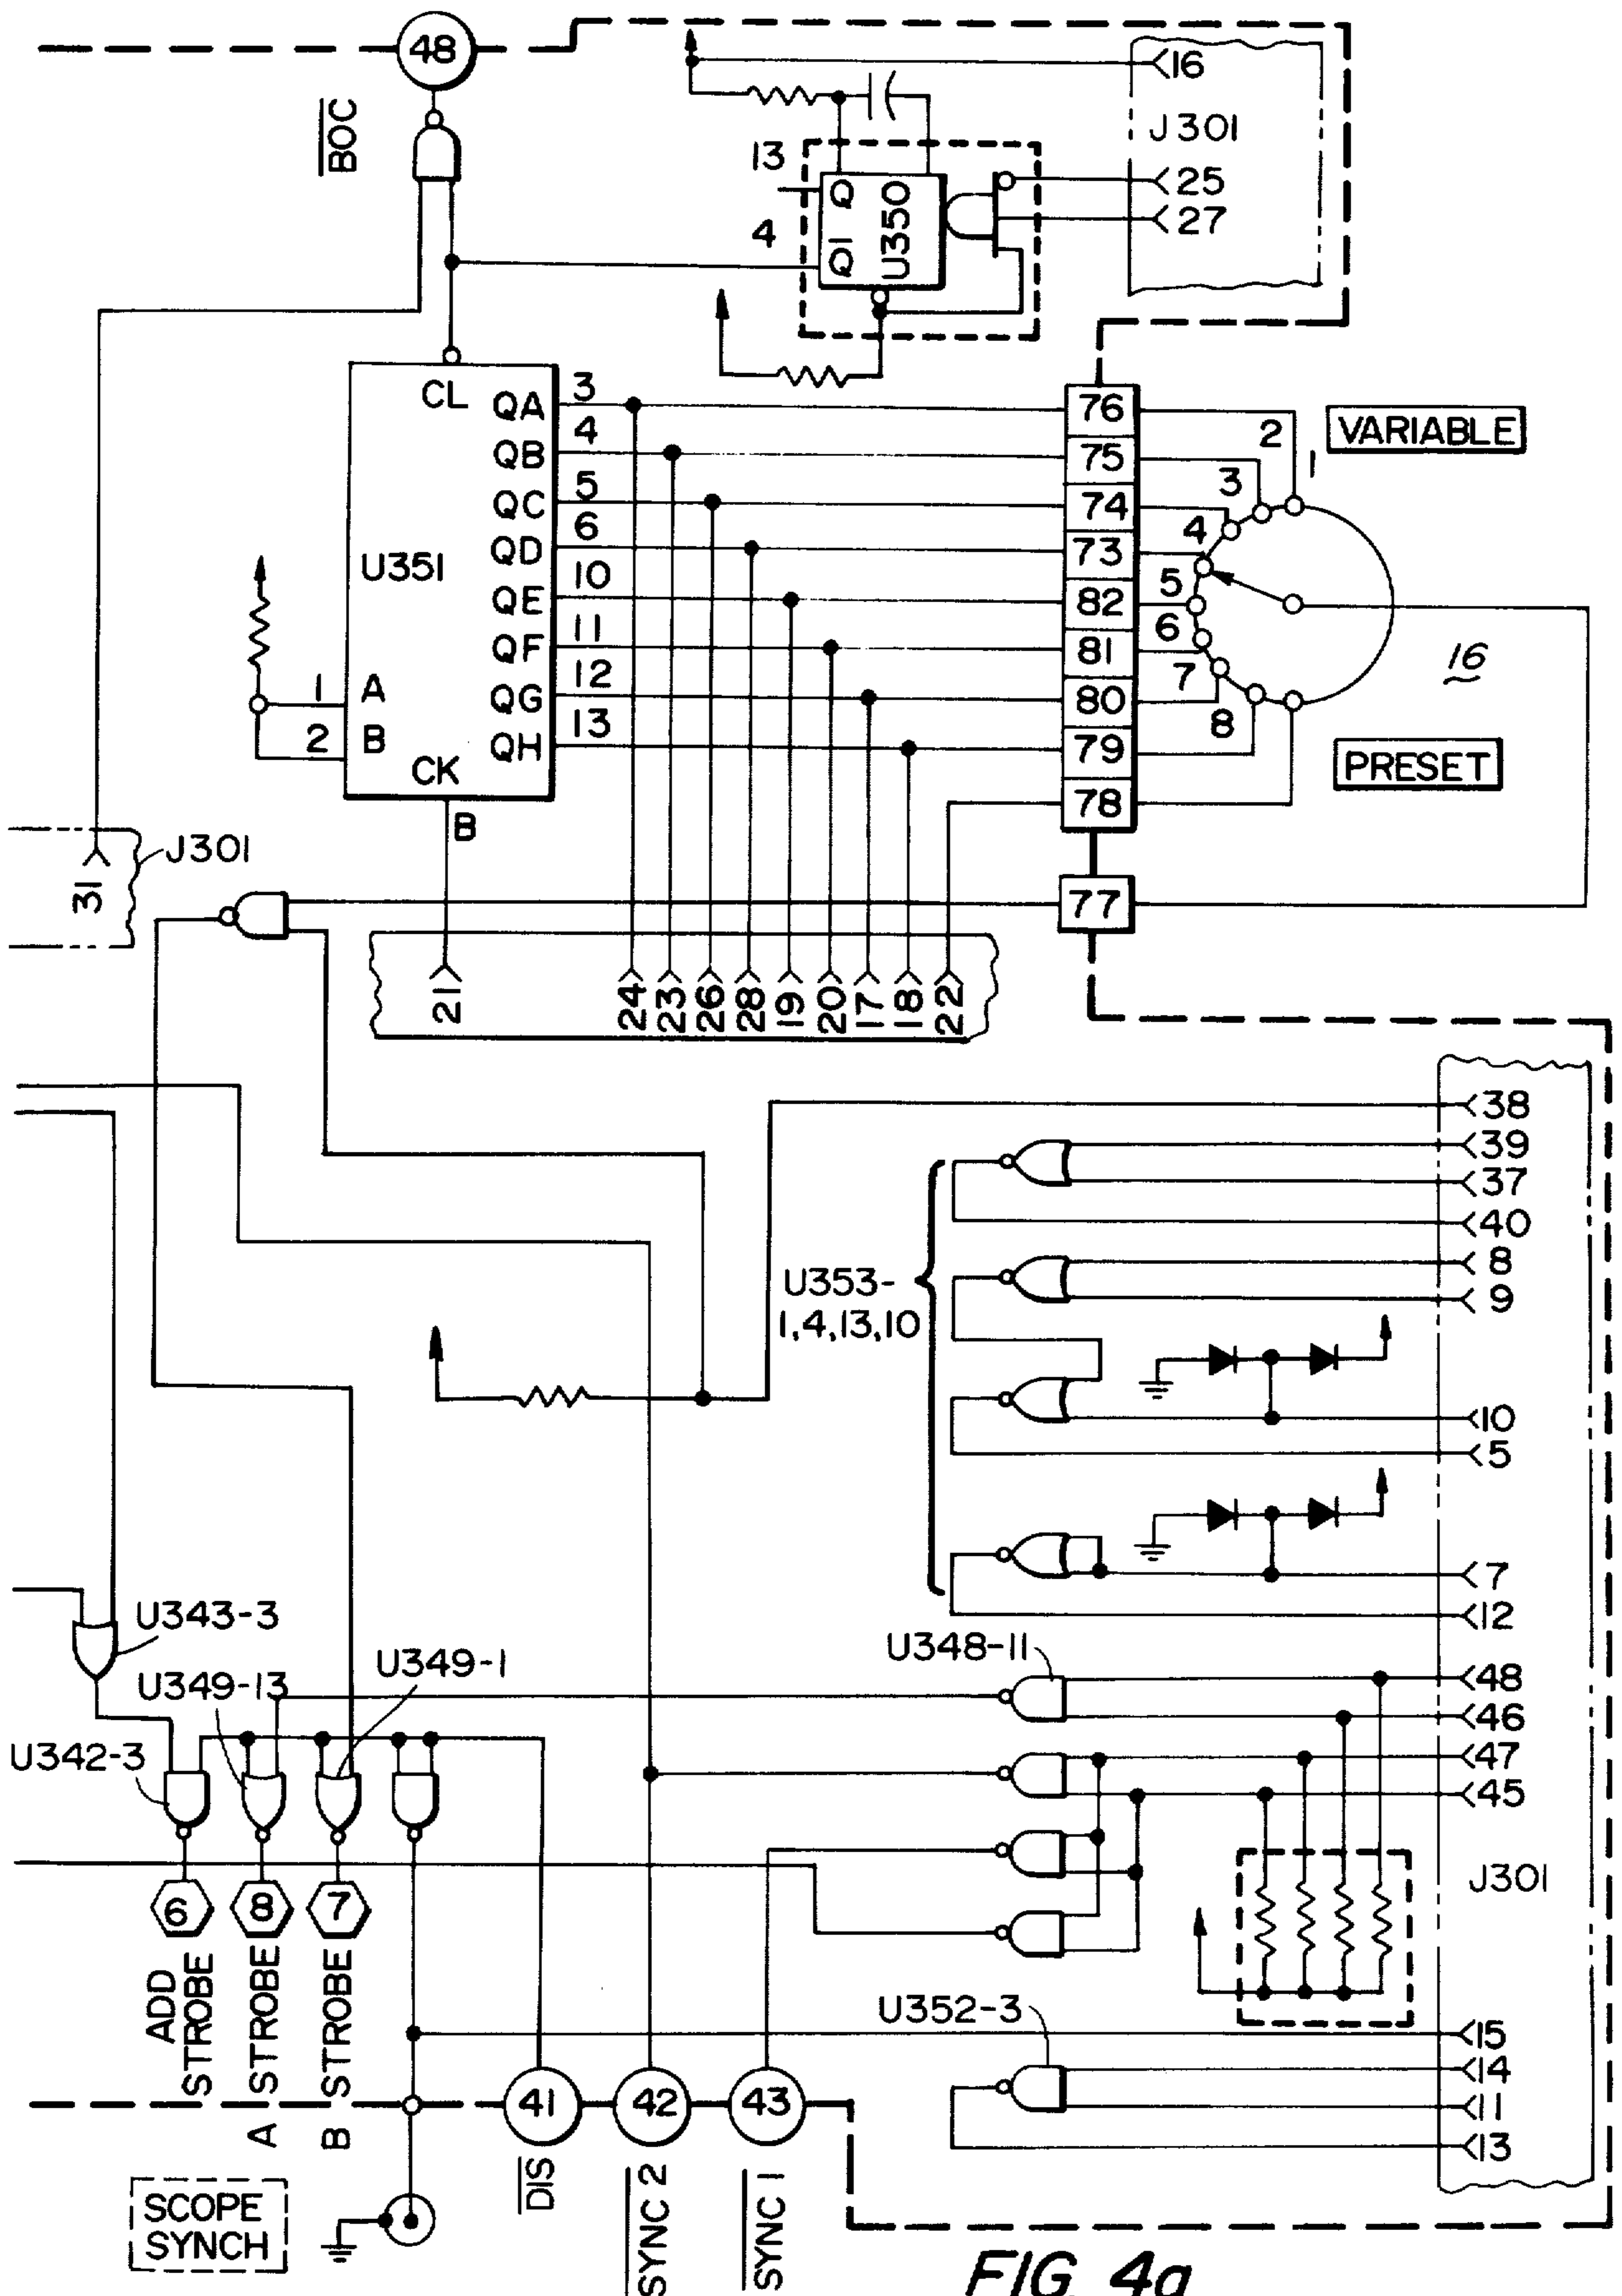 48
BOC
16
J301
25
27
13
Q
U350
4
Q
CL
QA 3
QB 4
QC 5
QD 6
U351
QE 10
QF 11
QG 12
QH 13
1 A
2 B
CK
B
76
75
74
73
82
81
80
79
78
77
2
1
3
4
5
6
7
8
VARIABLE
16
PRESET
J301
31
21
24
23
26
28
19
20
17
18
22
38
39
37
40
8
9
U353-
1,4,13,10
10
5
7
12
U343-3
U349-13
U349-1
U342-3
U348-11
48
46
47
45
J301
6
8
7
ADD
STROBE
A STROBE
B STROBE
U352-3
15
14
11
13
41
42
43
DIS
SYNC 2
SYNC 1
SCOPE
SYNCH
FIG. 4a